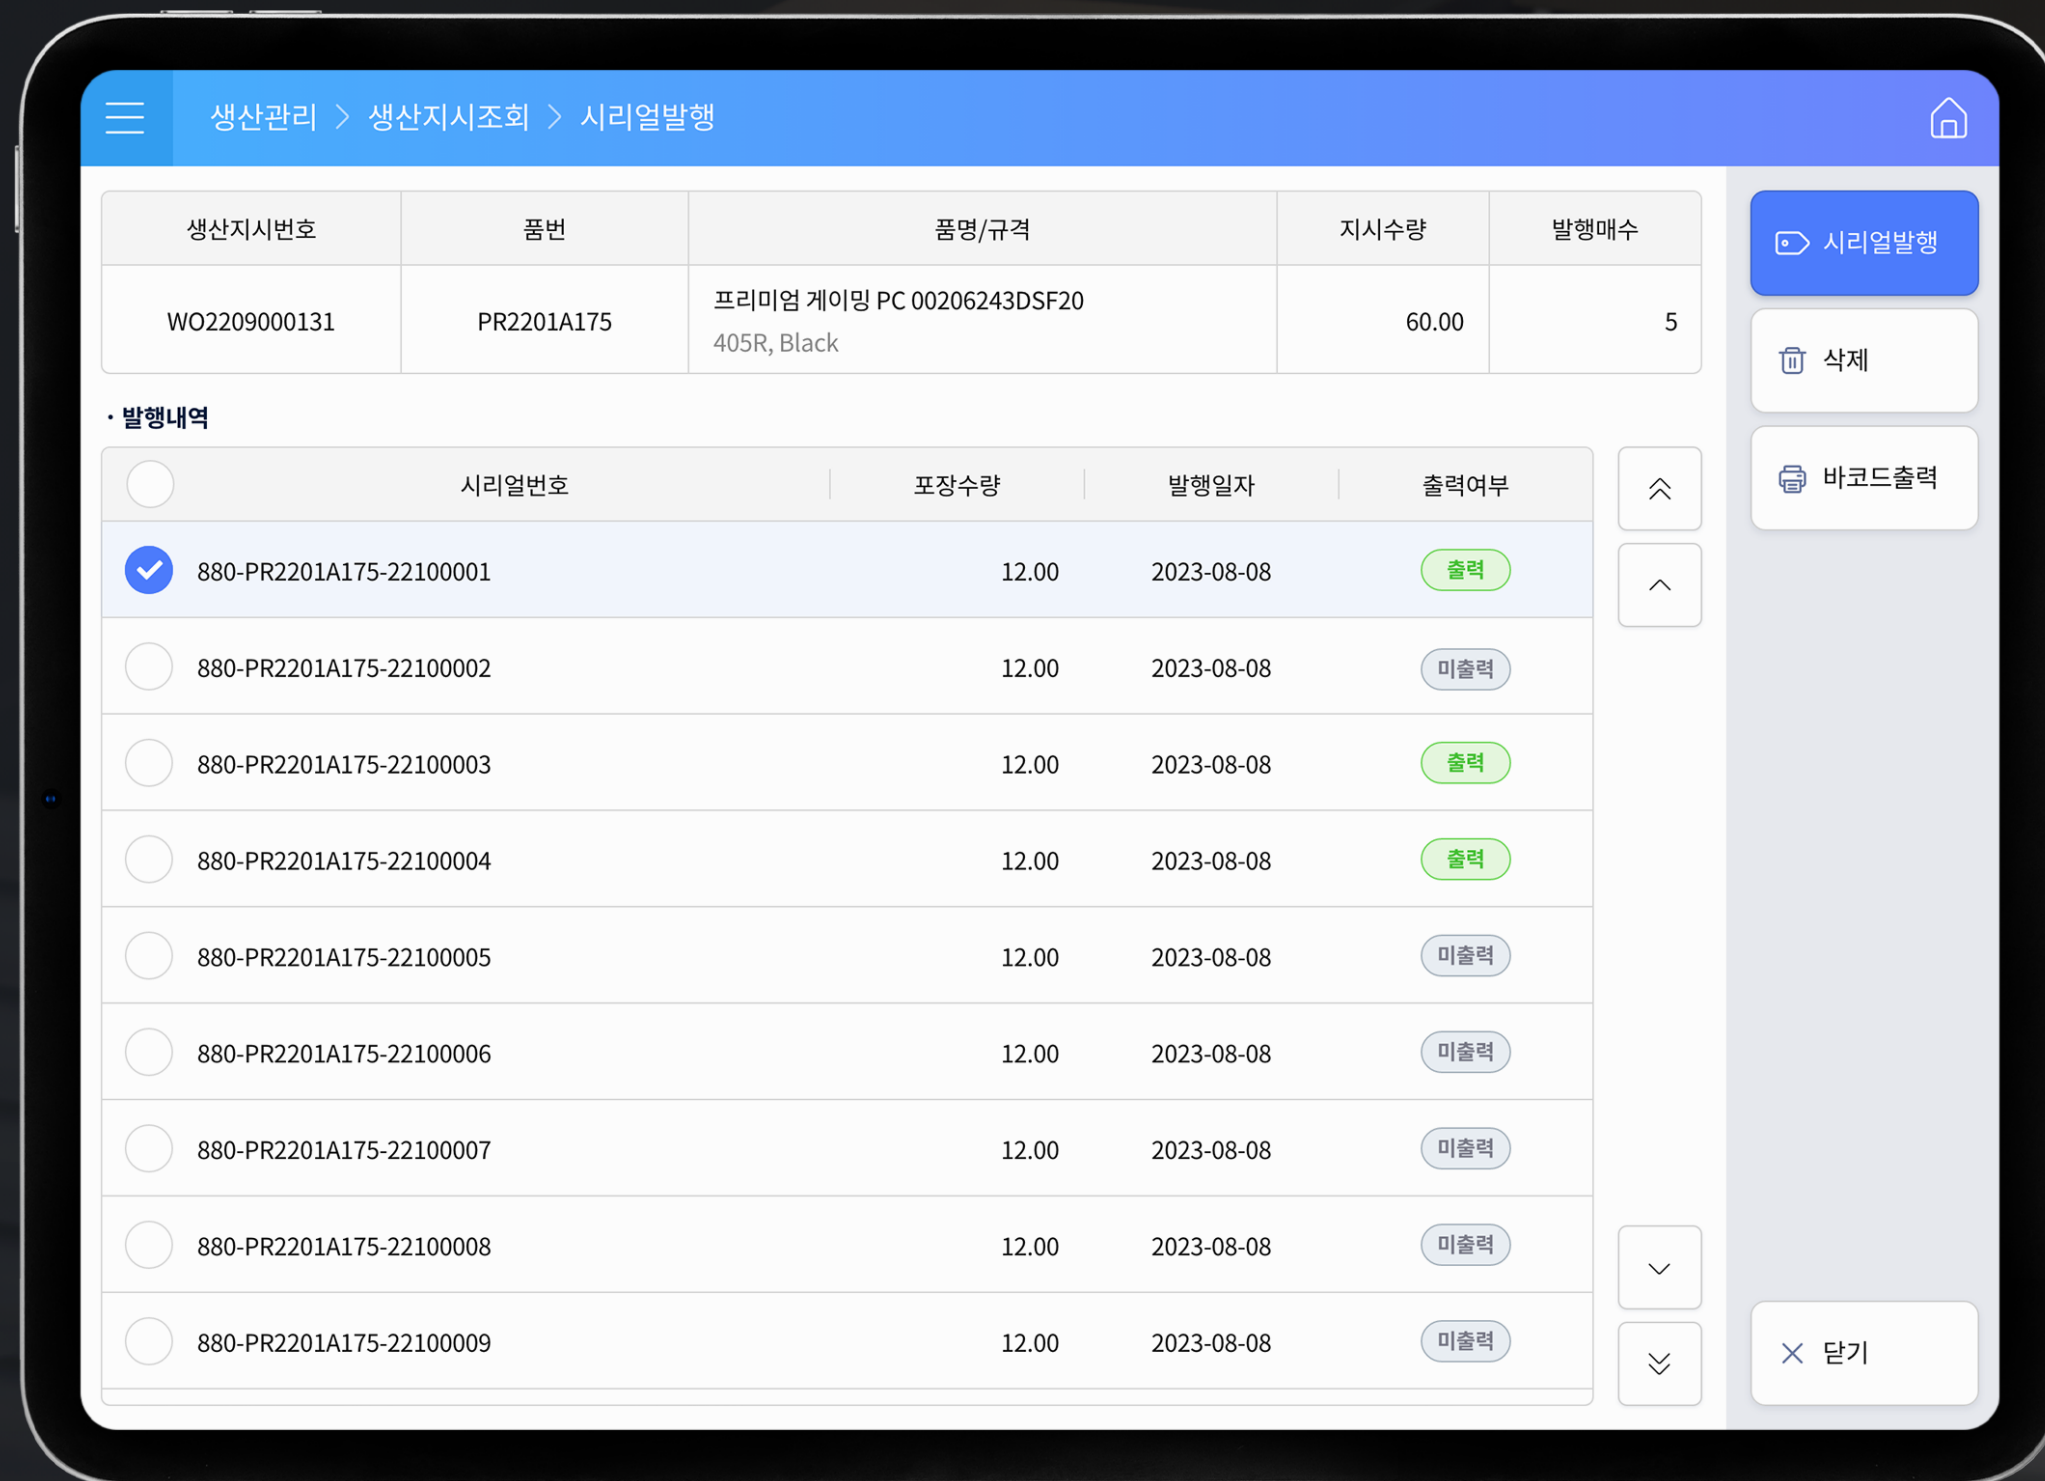 생산관리 > 생산지시조회 > 시리얼발행
생산지시번호 품번 품명/규격 지시수량 발행매수
WO2209000131 PR2201A175 프리미엄 게이밍 PC 00206243DSF20 60.00 5
405R, Black
· 발행내역
시리얼번호 포장수량 발행일자 출력여부
880-PR2201A175-22100001 12.00 2023-08-08 출력
880-PR2201A175-22100002 12.00 2023-08-08 미출력
880-PR2201A175-22100003 12.00 2023-08-08 출력
880-PR2201A175-22100004 12.00 2023-08-08 출력
880-PR2201A175-22100005 12.00 2023-08-08 미출력
880-PR2201A175-22100006 12.00 2023-08-08 미출력
880-PR2201A175-22100007 12.00 2023-08-08 미출력
880-PR2201A175-22100008 12.00 2023-08-08 미출력
880-PR2201A175-22100009 12.00 2023-08-08 미출력
시리얼발행
삭제
바코드출력
닫기